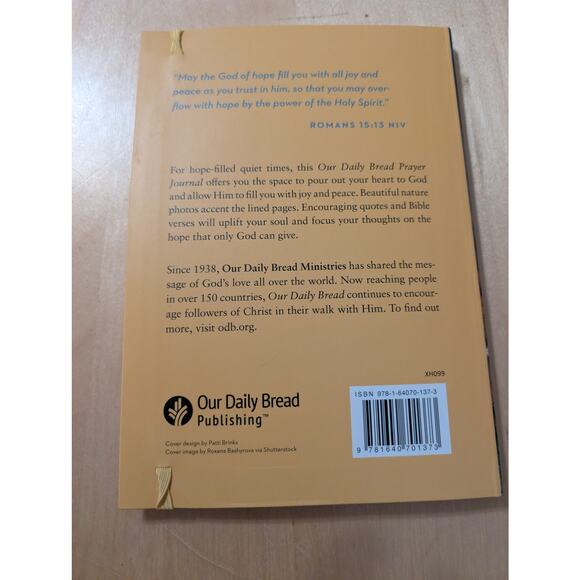 "May the God of hope fill you with all joy and
peace as you trust in him, so that you may over-
flow with hope by the power of the Holy Spirit."
ROMANS 15:13 NIV
For hope-filled quiet times, this Our Daily Bread Prayer
Journal offers you the space to pour out your heart to God
and allow Him to fill you with joy and peace. Beautiful nature
photos accent the lined pages. Encouraging quotes and Bible
verses will uplift your soul and focus your thoughts on the
hope that only God can give.
Since 1938, Our Daily Bread Ministries has shared the mes-
sage of God's love all over the world. Now reaching people
in over 150 countries, Our Daily Bread continues to encour-
age followers of Christ in their walk with Him. To find out
more, visit odb.org.
XH099
ISBN 978-1-64070-137-3
9 781640 701373
Our Daily Bread
Publishing™
Cover design by Patti Brinks
Cover image by Roxana Bashyrova via Shutterstock